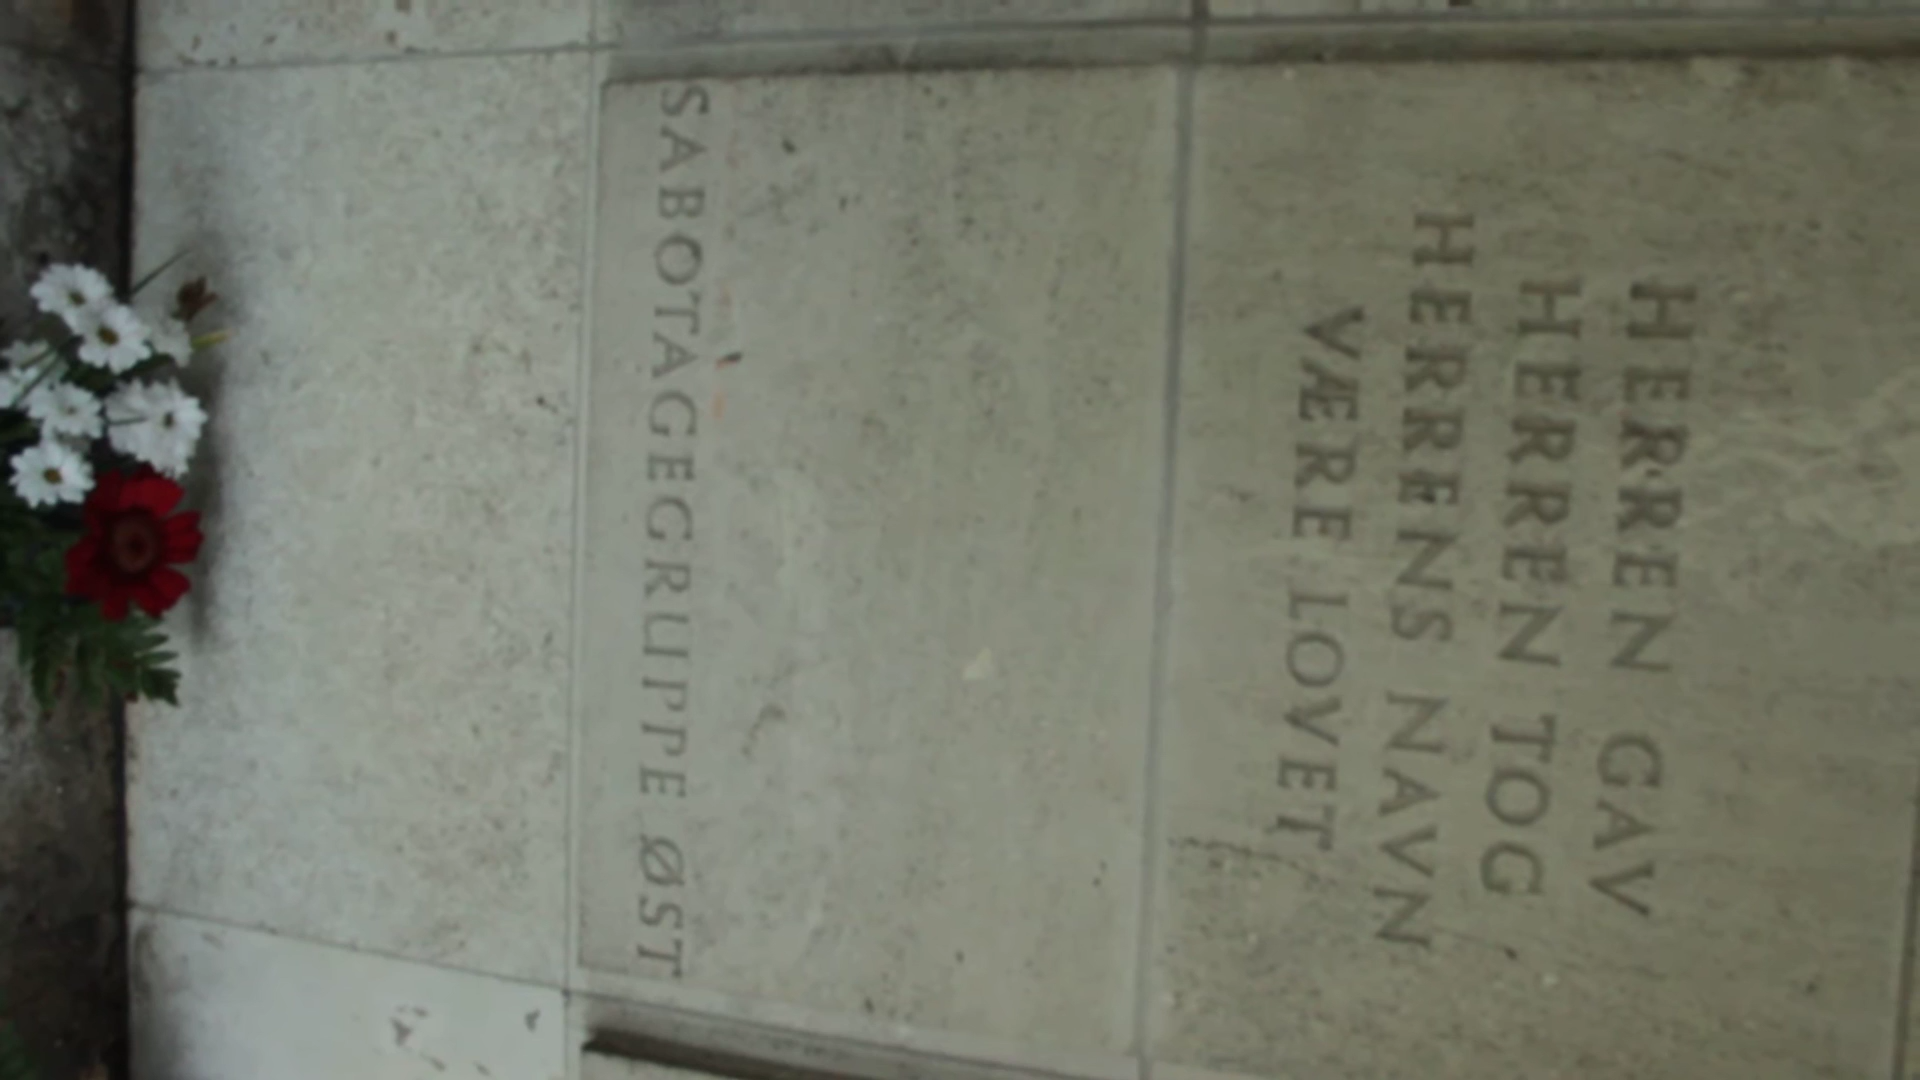 HERREN GAV
HERREN TOG
HERRENS NAVN
VÆRE LOVET
SABOTAGEGRUPPE ØST